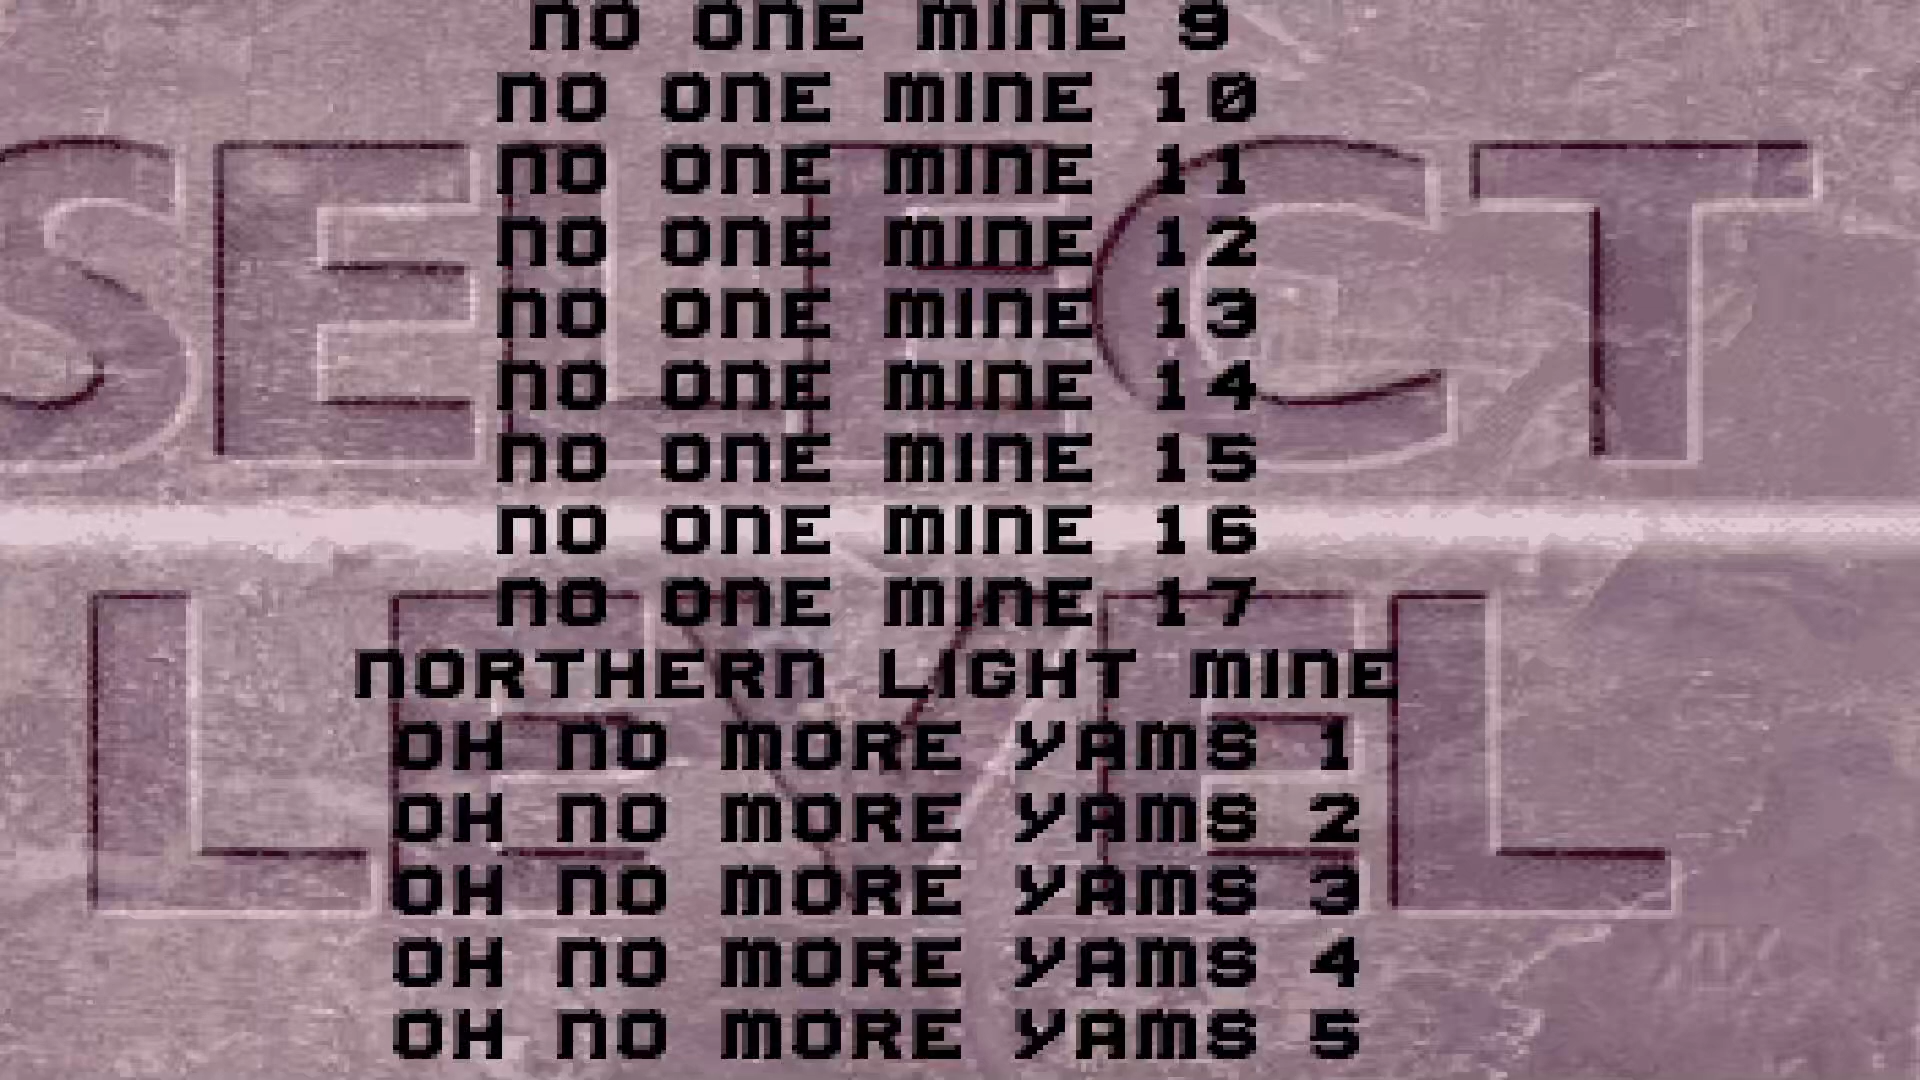 NO ONE MINE 9
NO ONE MINE 10
NO ONE MINE 11
NO ONE MINE 12
NO ONE MINE 13
NO ONE MINE 14
NO ONE MINE 15
NO ONE MINE 16
NO ONE MINE 17
NORTHERN LIGHT MINE
OH NO MORE YAMS 1
OH NO MORE YAMS 2
OH NO MORE YAMS 3
OH NO MORE YAMS 4
OH NO MORE YAMS 5
SELECT
LEVEL